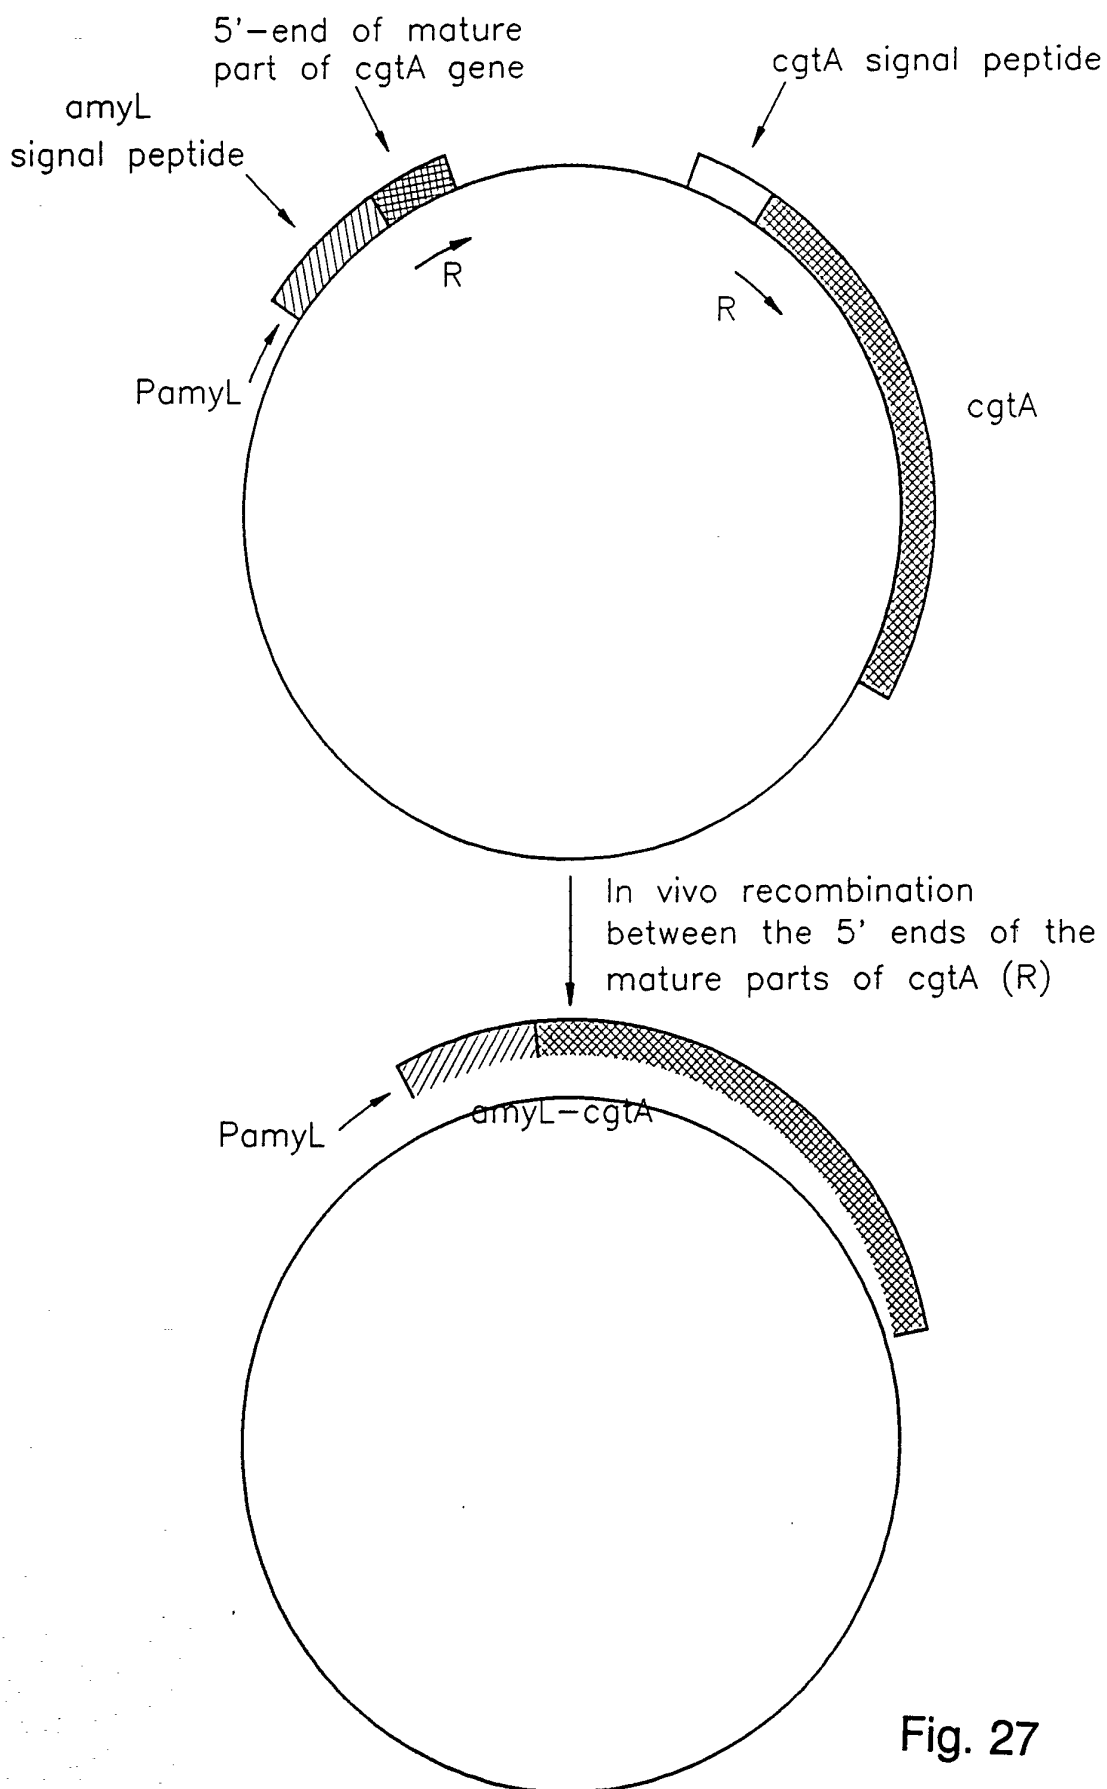 5'-end of mature
part of cgtA gene
cgtA signal peptide
amyL
signal peptide
R
R
PamyL
cgtA
In vivo recombination
between the 5' ends of the
mature parts of cgtA (R)
amyL-cgtA
PamyL
Fig. 27